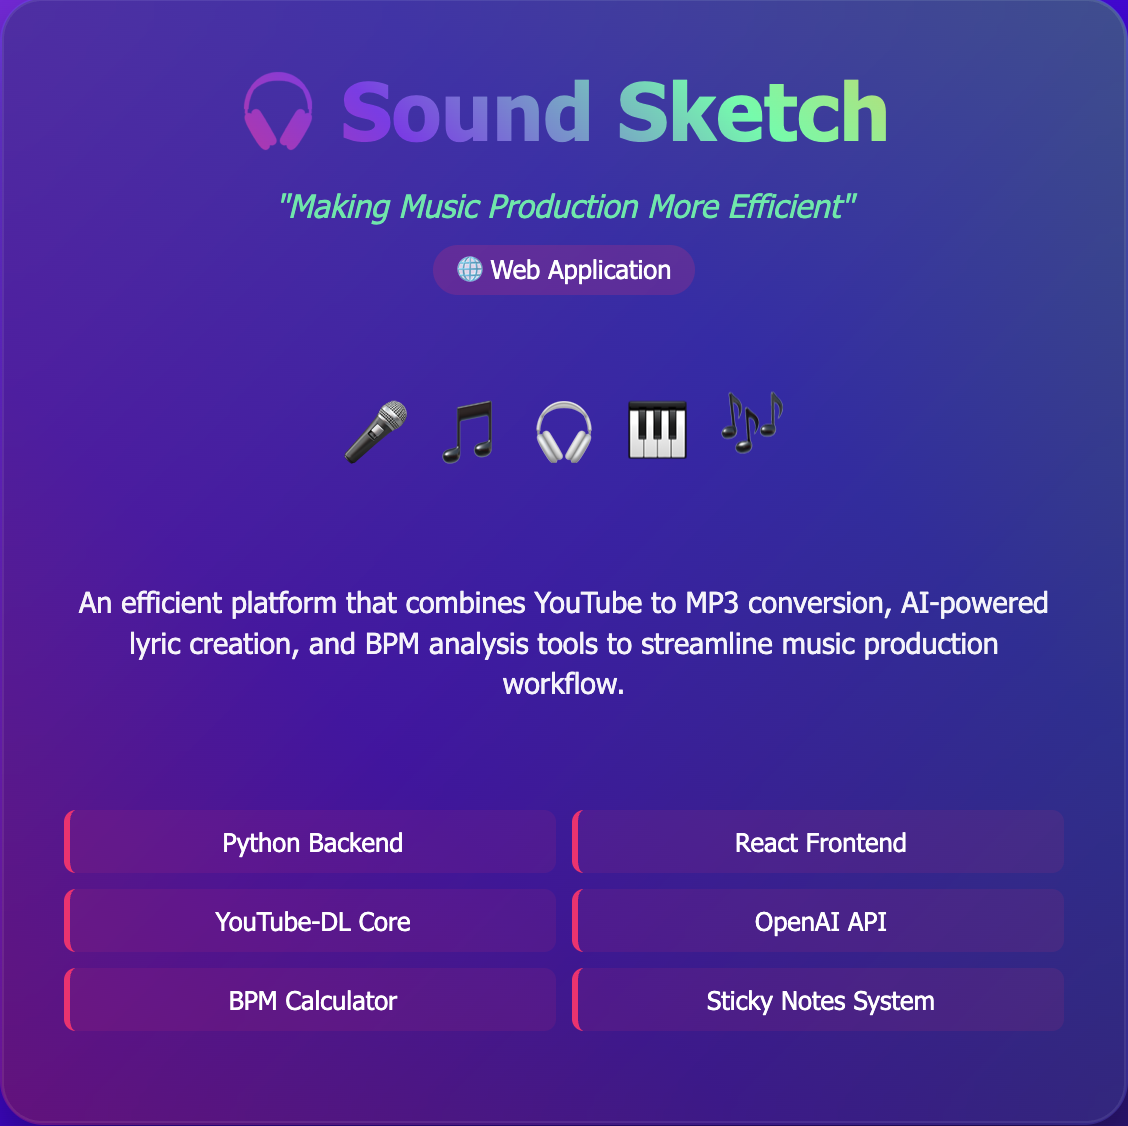 Sound Sketch
"Making Music Production More Efficient"
Web Application
An efficient platform that combines YouTube to MP3 conversion, AI-powered
lyric creation, and BPM analysis tools to streamline music production
workflow.
Python Backend
React Frontend
YouTube-DL Core
OpenAI API
BPM Calculator
Sticky Notes System